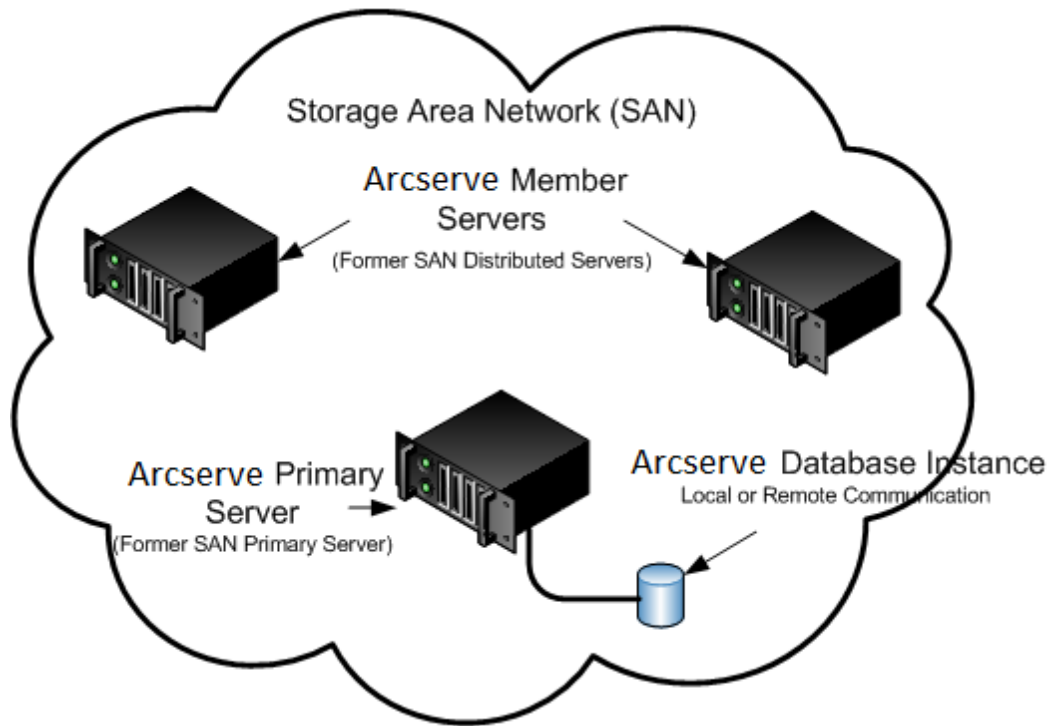 Storage Area Network (SAN)
Arcserve Member
Servers
(Former SAN Distributed Servers)
Arcserve Primary
Server
(Former SAN Primary Server)
Arcserve Database Instance
Local or Remote Communication